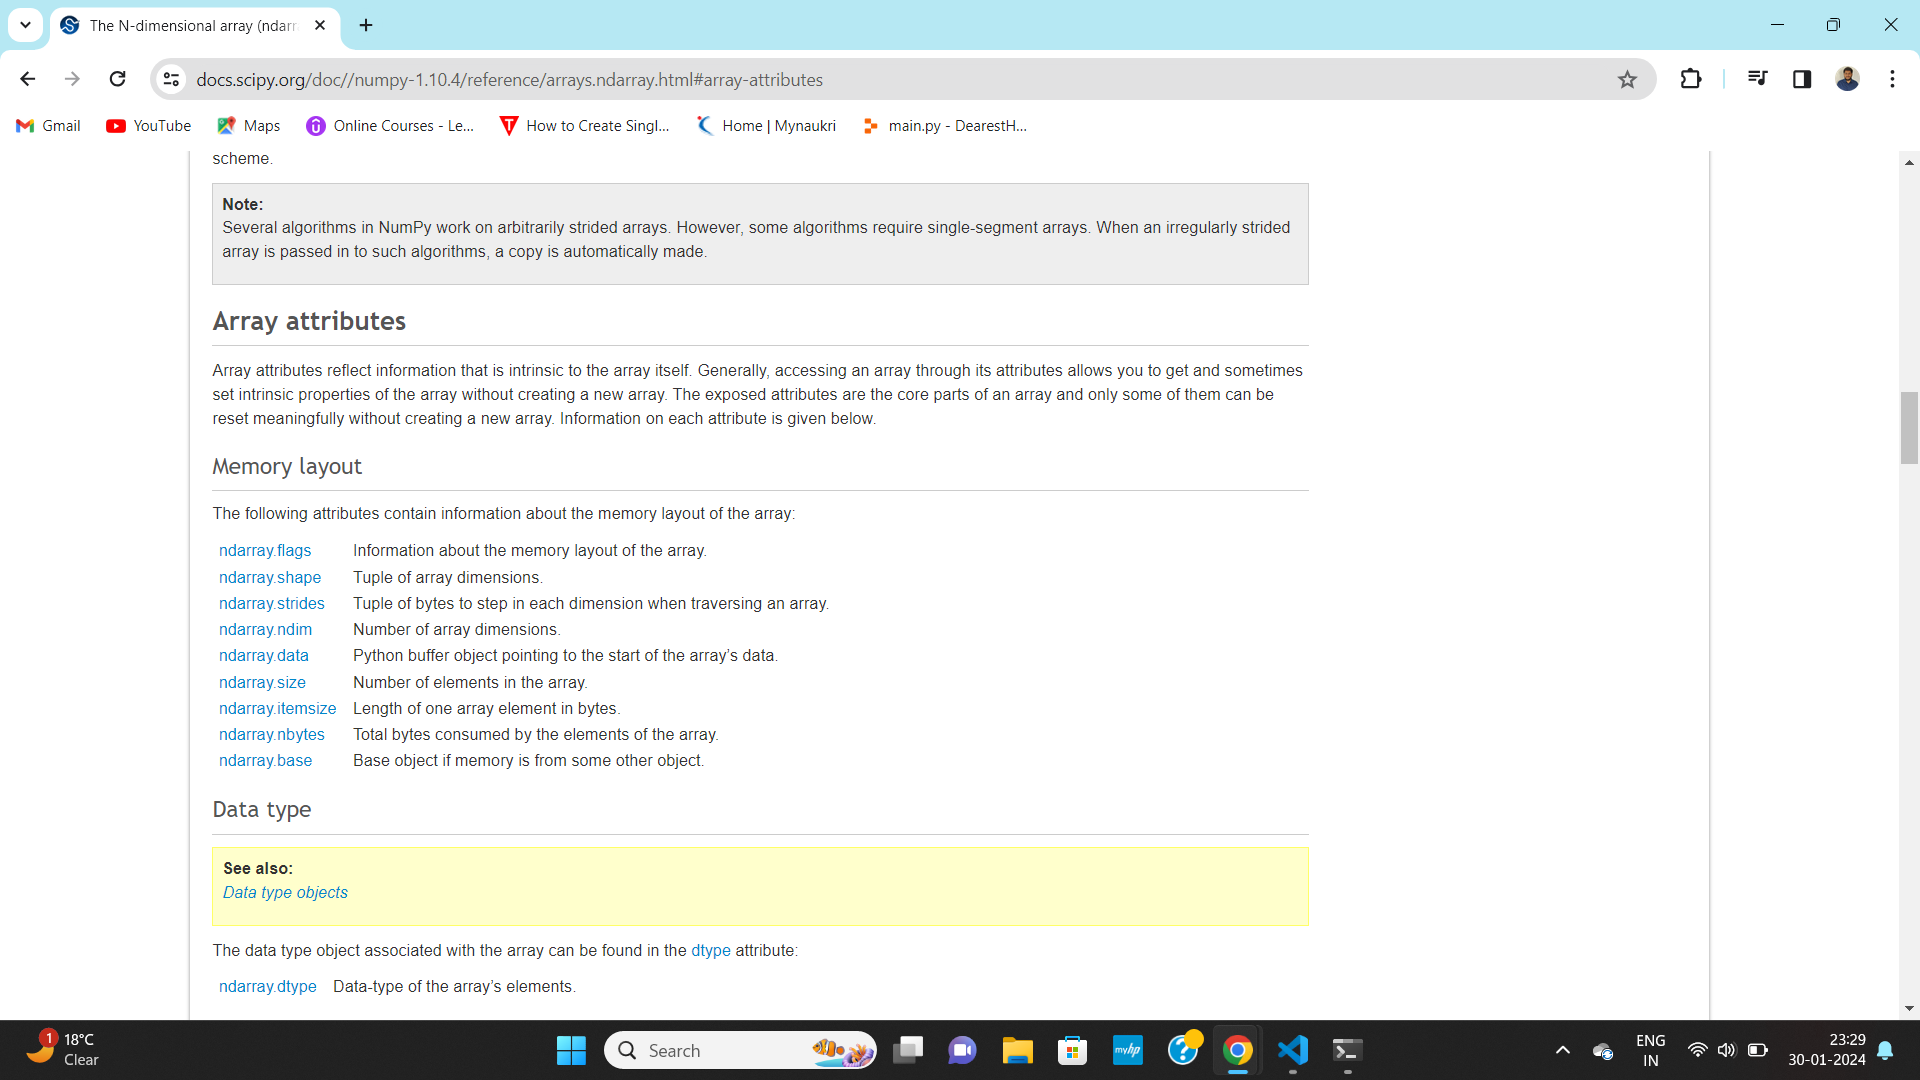 The N-dimensional array (ndarr
docs.scipy.org/doc//numpy-1.10.4/reference/arrays.ndarray.html#array-attributes
Gmail YouTube Maps Online Courses - Le... How to Create Singl... Home | Mynaukri main.py - DearestH...
scheme.
Note:
Several algorithms in NumPy work on arbitrarily strided arrays. However, some algorithms require single-segment arrays. When an irregularly strided
array is passed in to such algorithms, a copy is automatically made.
Array attributes
Array attributes reflect information that is intrinsic to the array itself. Generally, accessing an array through its attributes allows you to get and sometimes
set intrinsic properties of the array without creating a new array. The exposed attributes are the core parts of an array and only some of them can be
reset meaningfully without creating a new array. Information on each attribute is given below.
Memory layout
The following attributes contain information about the memory layout of the array:
ndarray.flags Information about the memory layout of the array.
ndarray.shape Tuple of array dimensions.
ndarray.strides Tuple of bytes to step in each dimension when traversing an array.
ndarray.ndim Number of array dimensions.
ndarray.data Python buffer object pointing to the start of the array’s data.
ndarray.size Number of elements in the array.
ndarray.itemsize Length of one array element in bytes.
ndarray.nbytes Total bytes consumed by the elements of the array.
ndarray.base Base object if memory is from some other object.
Data type
See also:
Data type objects
The data type object associated with the array can be found in the dtype attribute:
ndarray.dtype Data-type of the array’s elements.
1 18°C
Clear
Search
myhp
ENG
IN
23:29
30-01-2024